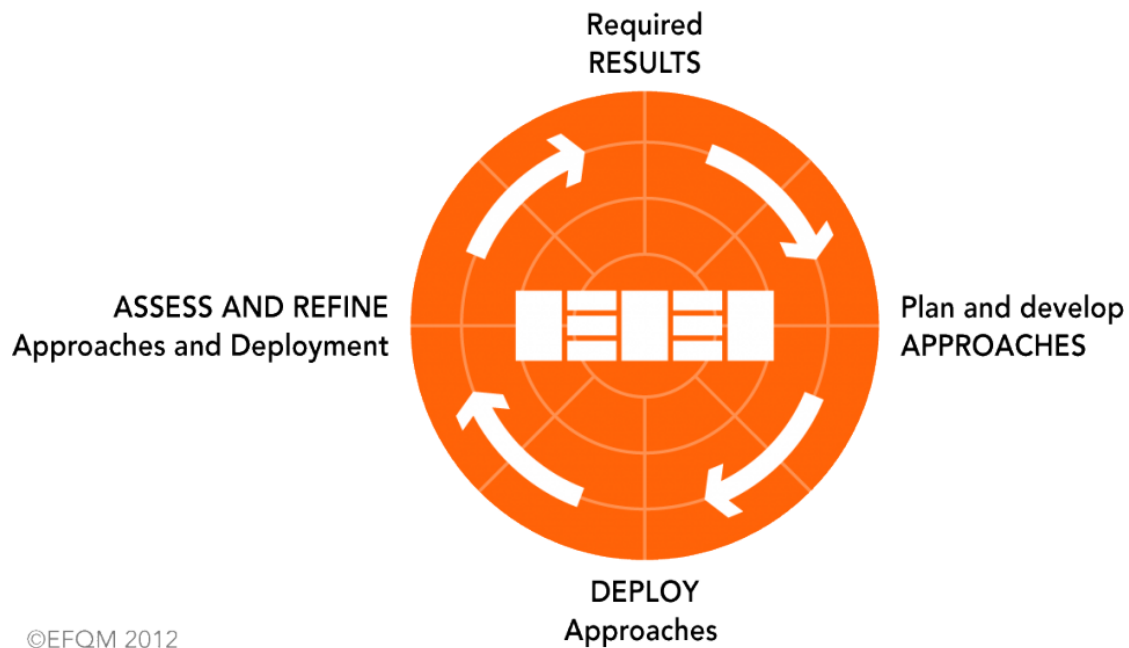 Required
RESULTS
ASSESS AND REFINE
Approaches and Deployment
Plan and develop
APPROACHES
DEPLOY
Approaches
©EFQM 2012